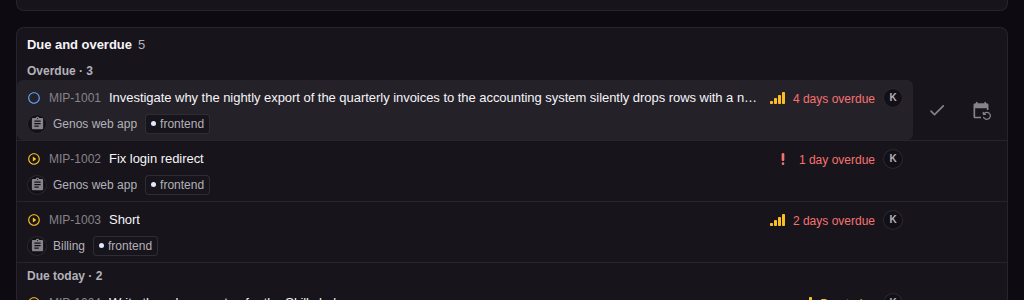 Due and overdue 5
Overdue · 3
MIP-1001 Investigate why the nightly export of the quarterly invoices to the accounting system silently drops rows with a n… 4 days overdue K
Genos web app frontend
MIP-1002 Fix login redirect 1 day overdue K
Genos web app frontend
MIP-1003 Short 2 days overdue K
Billing frontend
Due today · 2